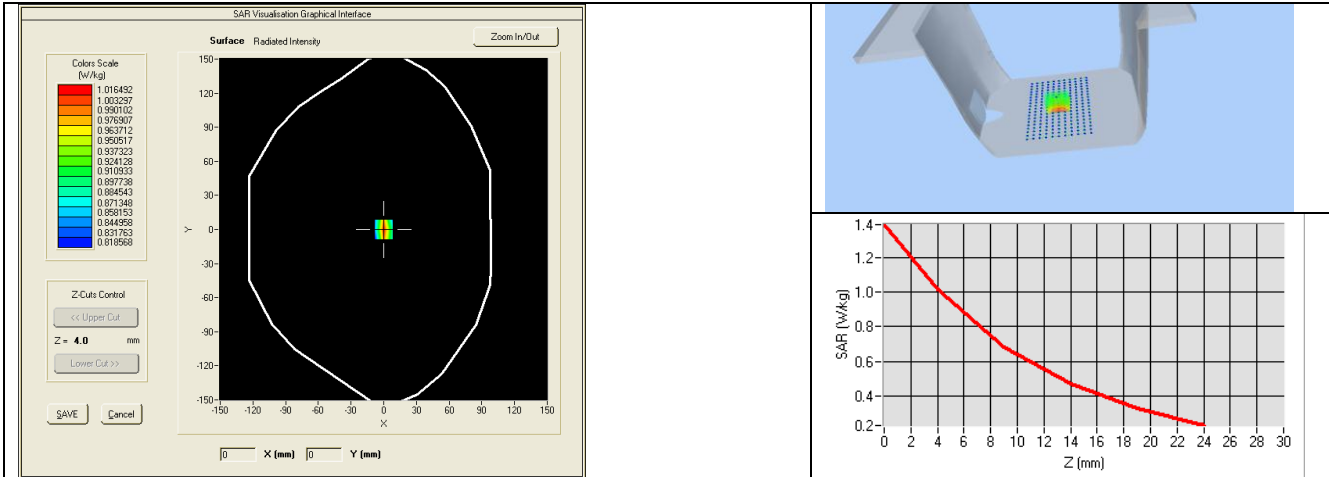 SAR Visualisation Graphical Interface
Surface Radiated Intensity
Zoom In/Out
Colors Scale
(W/kg)
1.016492
1.003297
0.990102
0.976907
0.963712
0.950517
0.937323
0.924128
0.910933
0.897738
0.884543
0.871348
0.858153
0.844958
0.831763
0.818568
Z-Cuts Control
<< Upper Cut
Z = 4.0 mm
Lower Cut >>
SAVE Cancel
150
120
90
60
30
0
-30
-60
-90
-120
-150
Y
-150 -120 -90 -60 -30 0 30 60 90 120 150
X
0 X (mm) 0 Y (mm)
1.4
1.2
1.0
0.8
0.6
0.4
0.2
SAR (W/kg)
0 2 4 6 8 10 12 14 16 18 20 22 24 26 28 30
Z (mm)